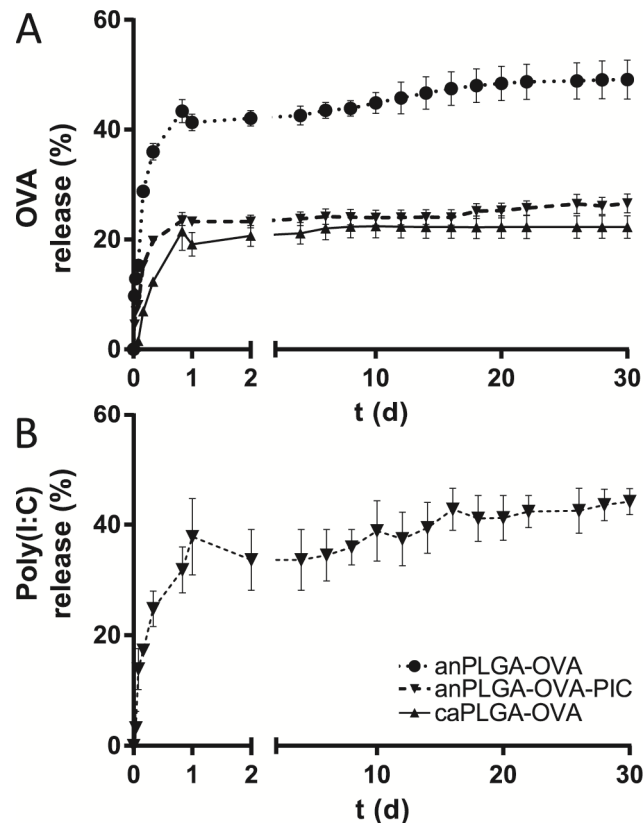 A
60
40
20
0
OVA
release (%)
0 1 2 10 20 30
t (d)
B
60
40
20
0
Poly(I:C)
release (%)
anPLGA-OVA
anPLGA-OVA-PIC
caPLGA-OVA
0 1 2 10 20 30
t (d)